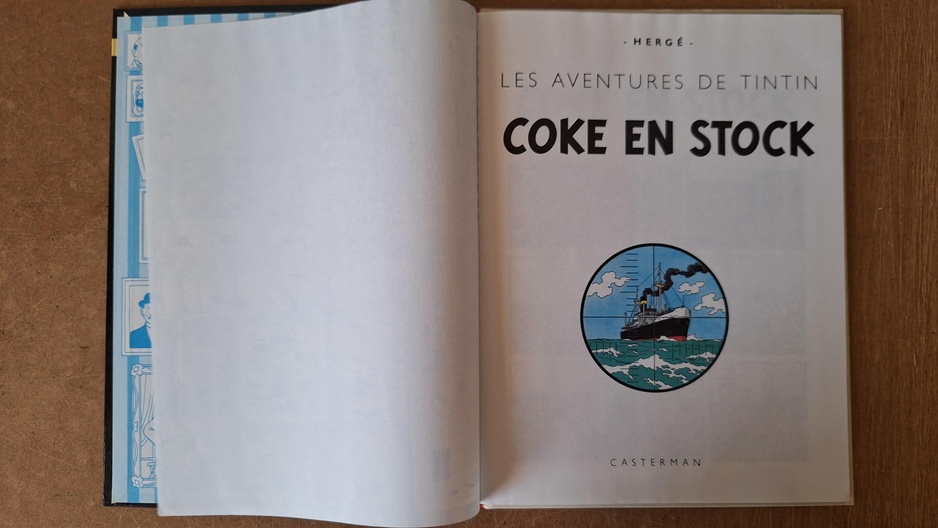 - HERGÉ -
LES AVENTURES DE TINTIN
COKE EN STOCK
CASTERMAN